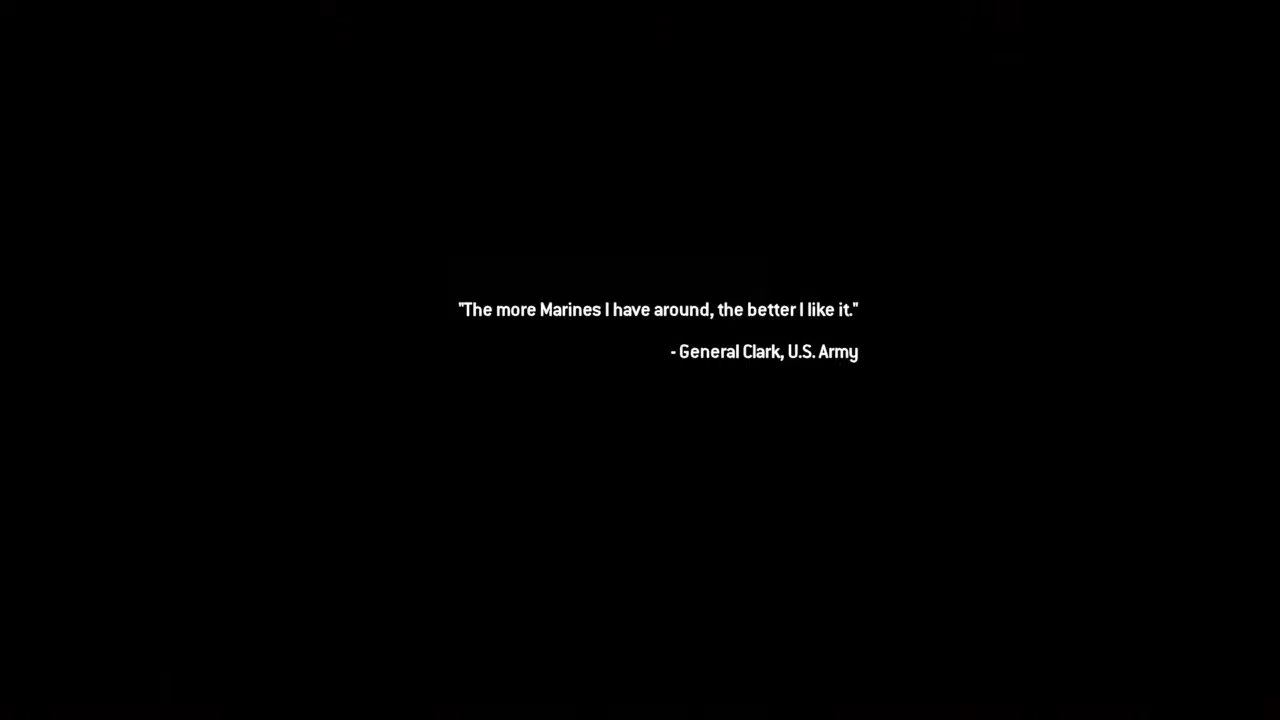 "The more Marines I have around, the better I like it."
- General Clark, U.S. Army